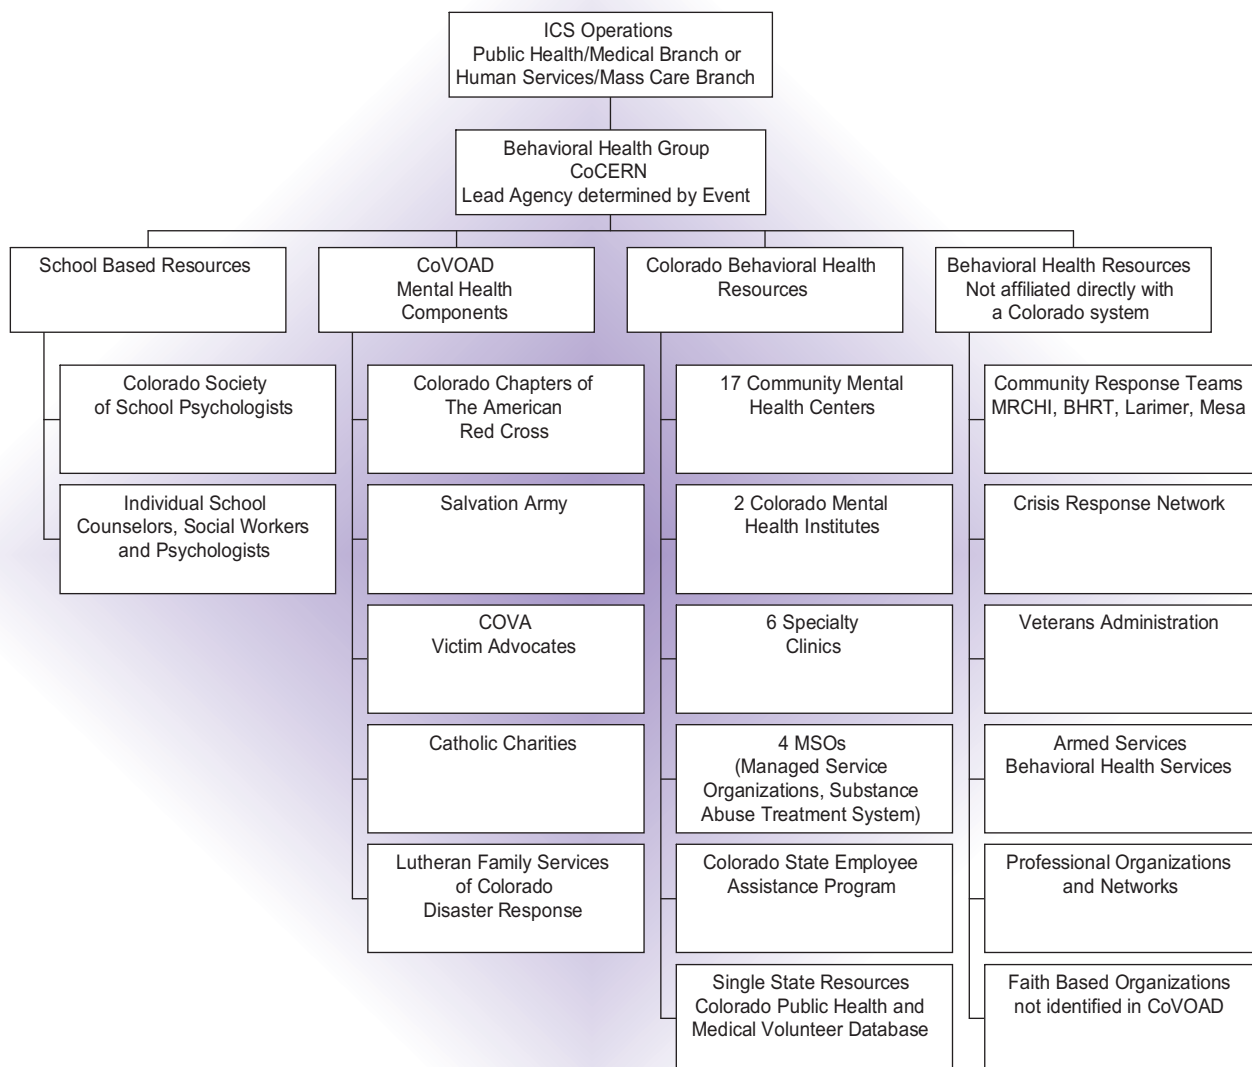 ICS Operations
Public Health/Medical Branch or
Human Services/Mass Care Branch
Behavioral Health Group
CoCERN
Lead Agency determined by Event
School Based Resources
CoVOAD
Mental Health
Components
Colorado Behavioral Health
Resources
Behavioral Health Resources
Not affiliated directly with
a Colorado system
Colorado Society
of School Psychologists
Individual School
Counselors, Social Workers
and Psychologists
Colorado Chapters of
The American
Red Cross
Salvation Army
COVA
Victim Advocates
Catholic Charities
Lutheran Family Services
of Colorado
Disaster Response
17 Community Mental
Health Centers
2 Colorado Mental
Health Institutes
6 Specialty
Clinics
4 MSOs
(Managed Service
Organizations, Substance
Abuse Treatment System)
Colorado State Employee
Assistance Program
Single State Resources
Colorado Public Health and
Medical Volunteer Database
Community Response Teams
MRCHI, BHRT, Larimer, Mesa
Crisis Response Network
Veterans Administration
Armed Services
Behavioral Health Services
Professional Organizations
and Networks
Faith Based Organizations
not identified in CoVOAD